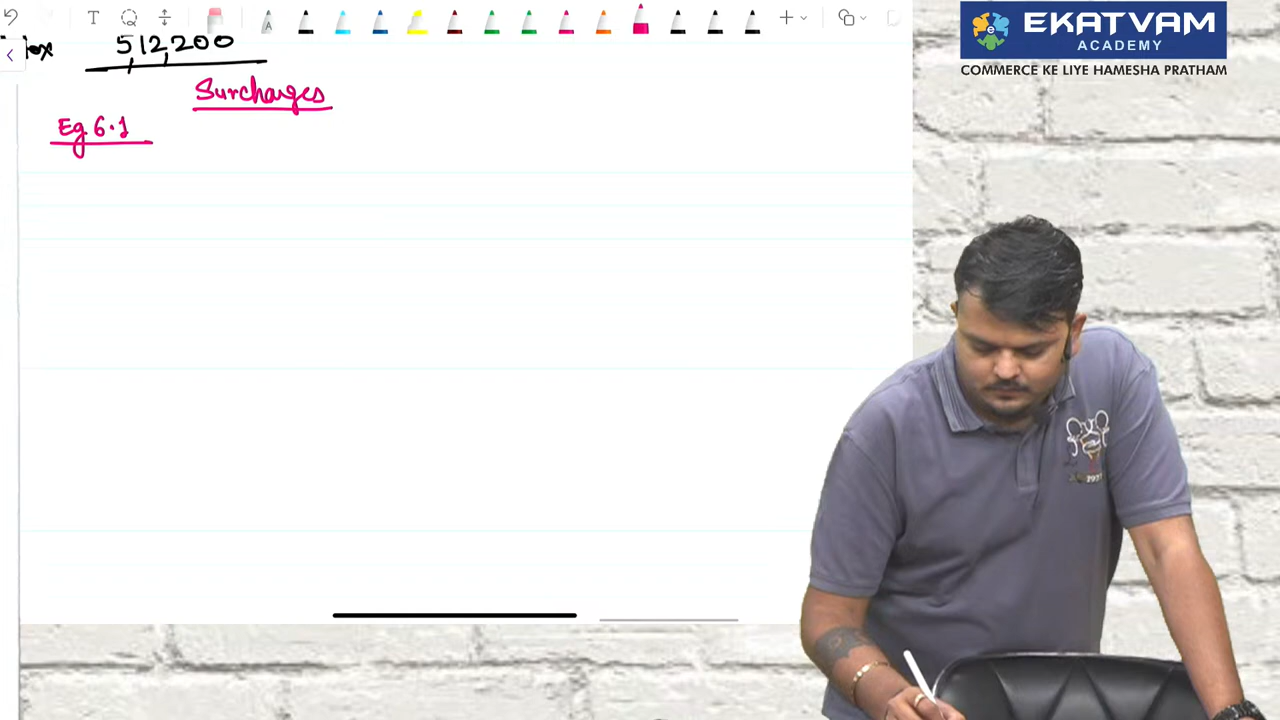 EKATVAM
ACADEMY
COMMERCE KE LIYE HAMESHA PRATHAM
512,200
Surcharges
Eg 6.1